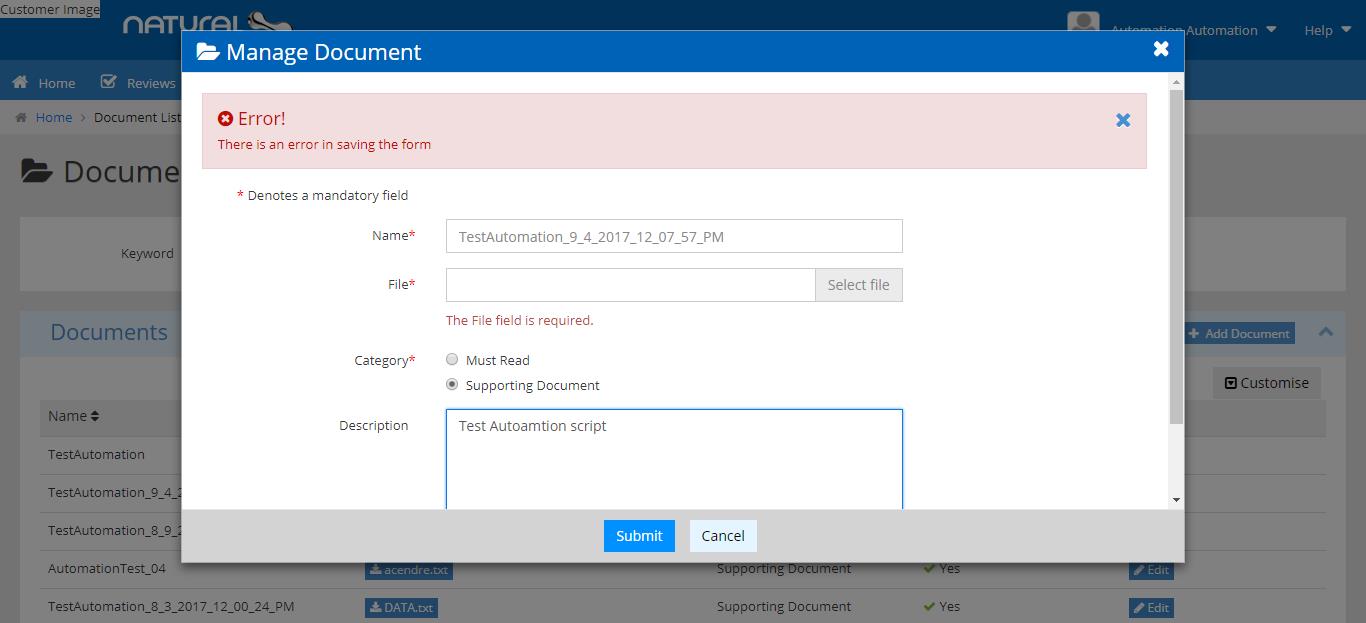 Customer Image
NATURAL
Automation Automation
Help
Home
Reviews
Home > Document List
Manage Document
Error!
There is an error in saving the form
* Denotes a mandatory field
Name*
TestAutomation_9_4_2017_12_07_57_PM
File*
Select file
The File field is required.
Category*
Must Read
Supporting Document
Description
Test Autoamtion script
Submit
Cancel
Docume
Keyword
Documents
Add Document
Customise
Name
TestAutomation
TestAutomation_9_4_2
TestAutomation_8_9_2
AutomationTest_04 acendre.txt Supporting Document Yes Edit
TestAutomation_8_3_2017_12_00_24_PM DATA.txt Supporting Document Yes Edit